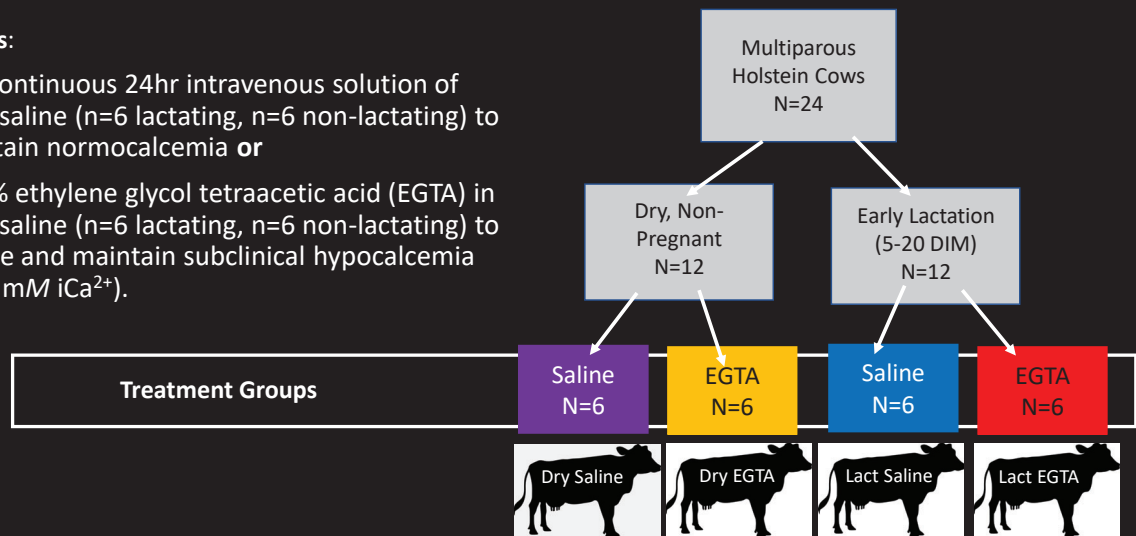 s:
ontinuous 24hr intravenous solution of
saline (n=6 lactating, n=6 non-lactating) to
tain normocalcemia or
% ethylene glycol tetraacetic acid (EGTA) in
saline (n=6 lactating, n=6 non-lactating) to
e and maintain subclinical hypocalcemia
mM iCa²⁺).
Multiparous
Holstein Cows
N=24
Dry, Non-
Pregnant
N=12
Early Lactation
(5-20 DIM)
N=12
Treatment Groups
Saline
N=6
EGTA
N=6
Saline
N=6
EGTA
N=6
Dry Saline
Dry EGTA
Lact Saline
Lact EGTA